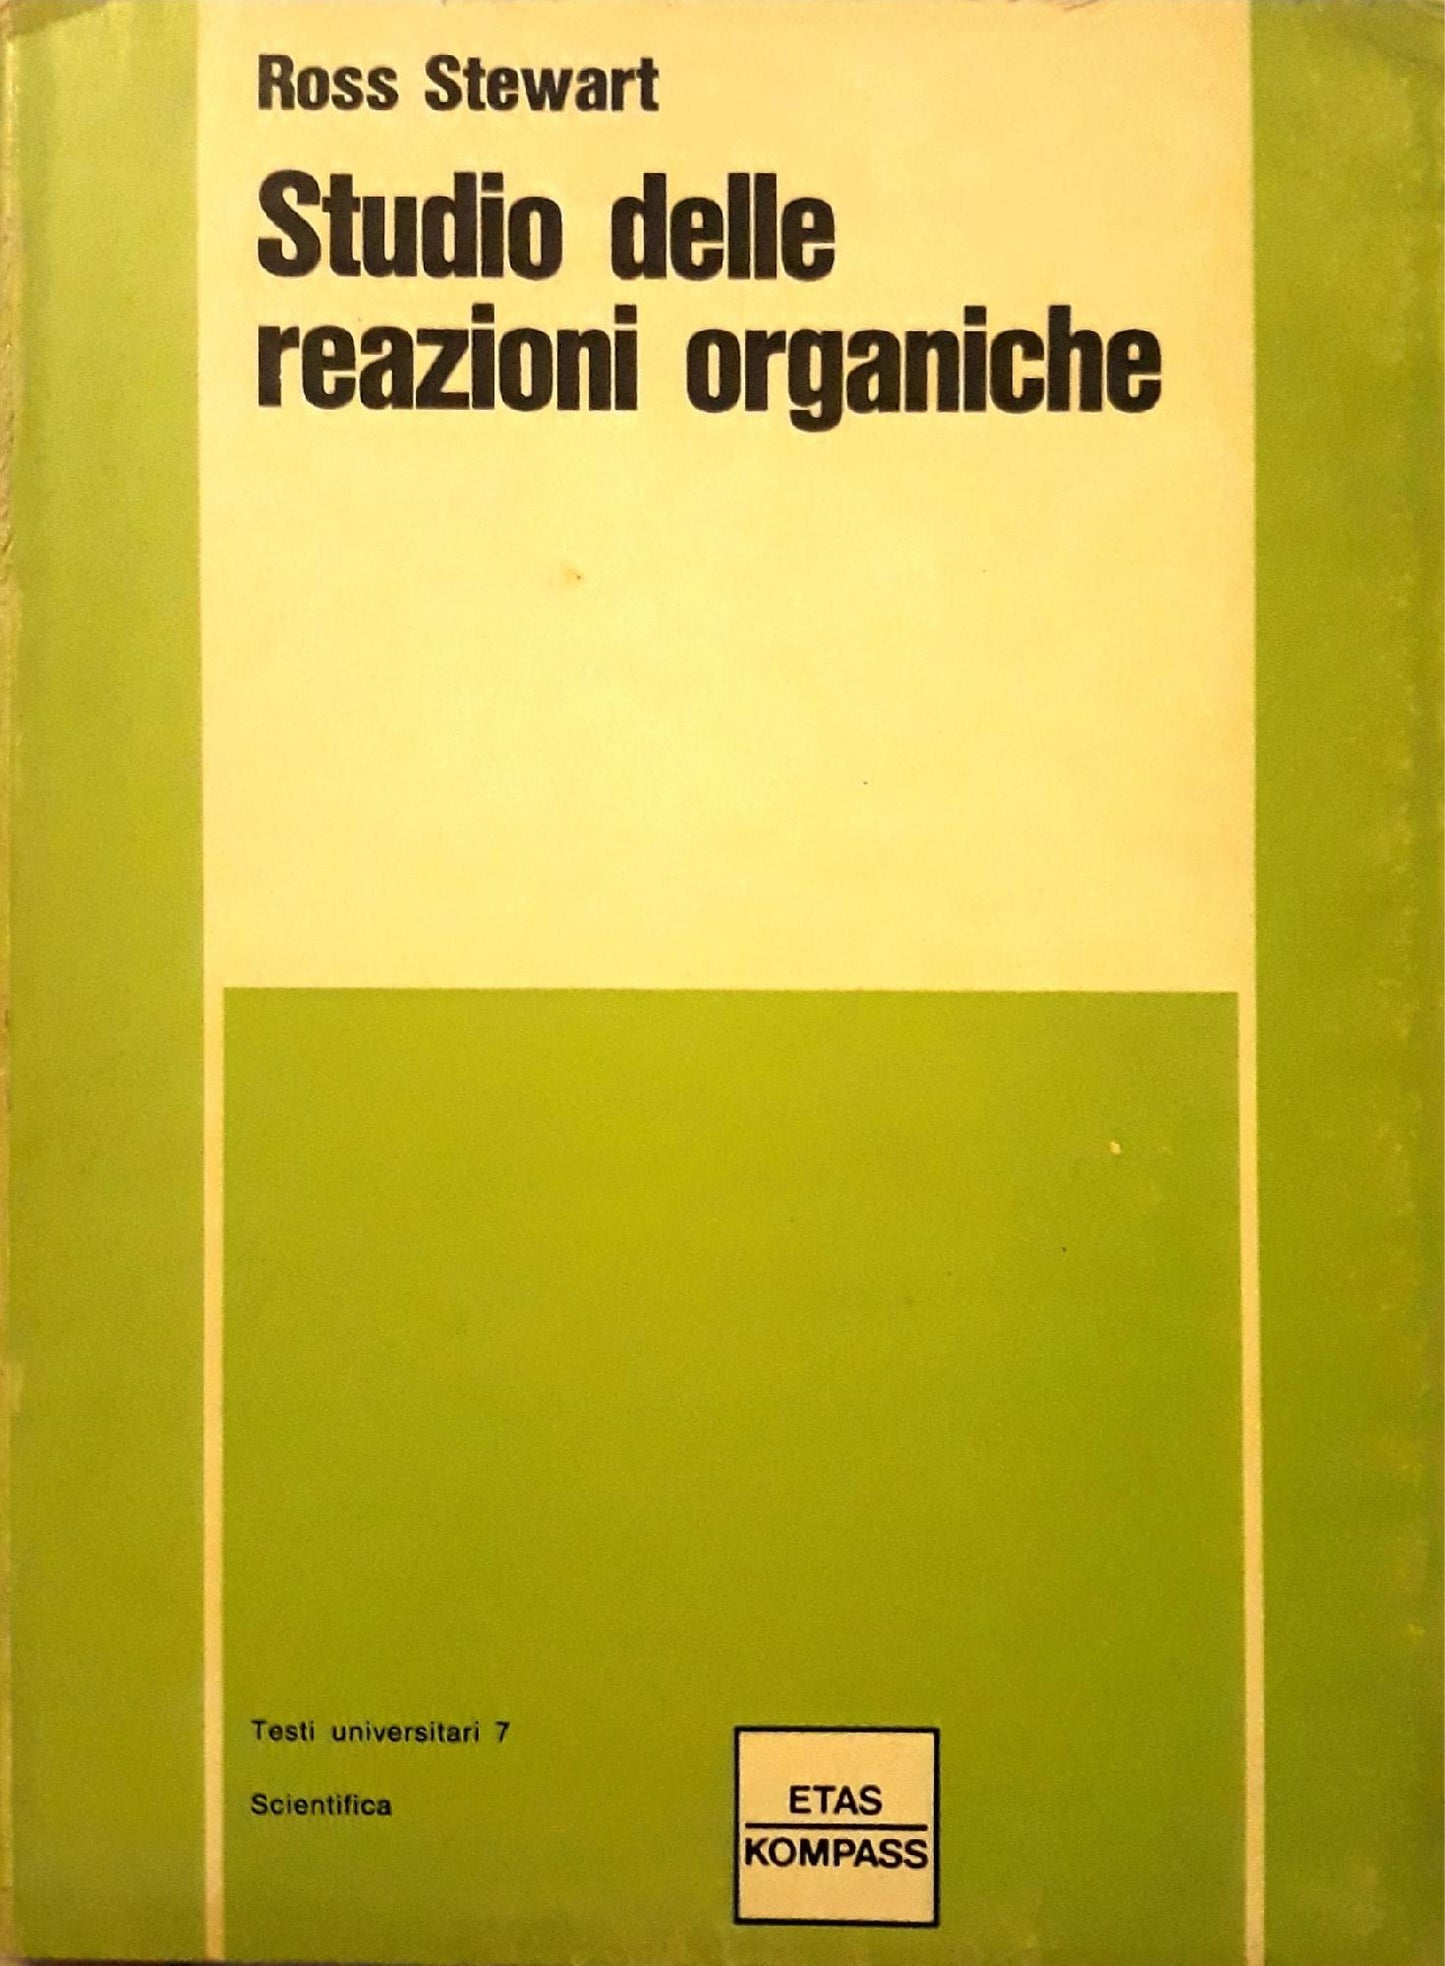 Ross Stewart
Studio delle
reazioni organiche
Testi universitari 7
Scientifica
ETAS
KOMPASS